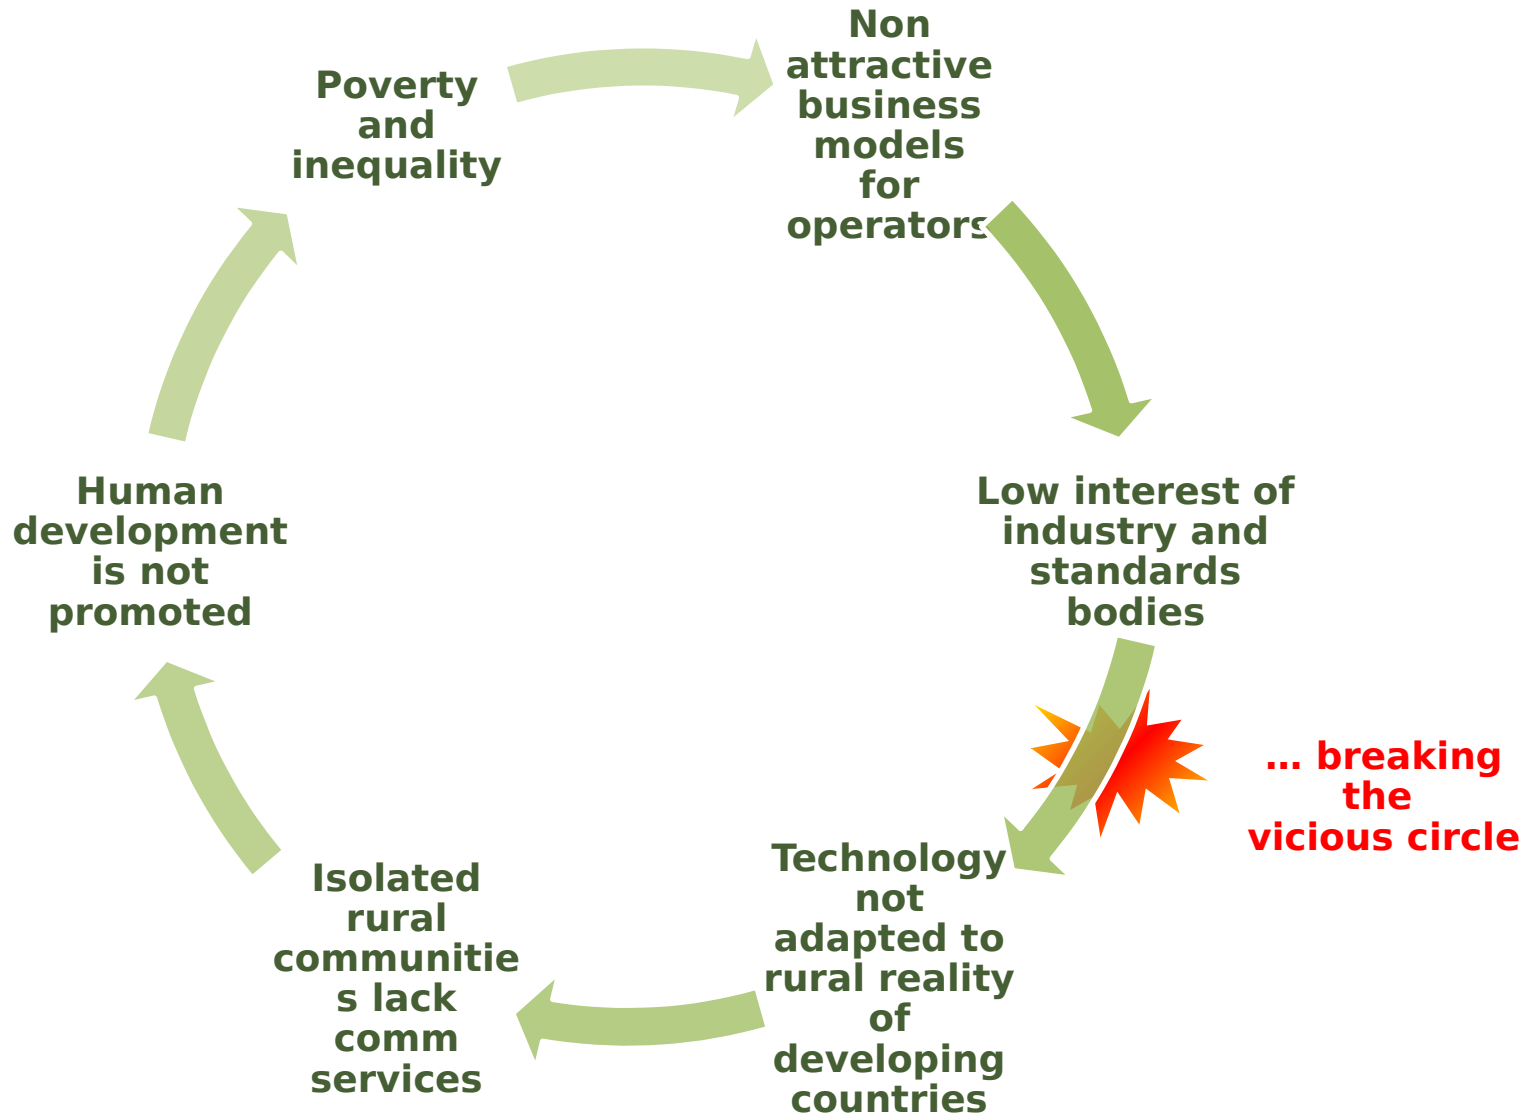 Non
attractive
business
models
for
operators
Low interest of
industry and
standards
bodies
… breaking
the
vicious circle
Technology
not
adapted to
rural reality
of
developing
countries
Isolated
rural
communitie
s lack
comm
services
Human
development
is not
promoted
Poverty
and
inequality